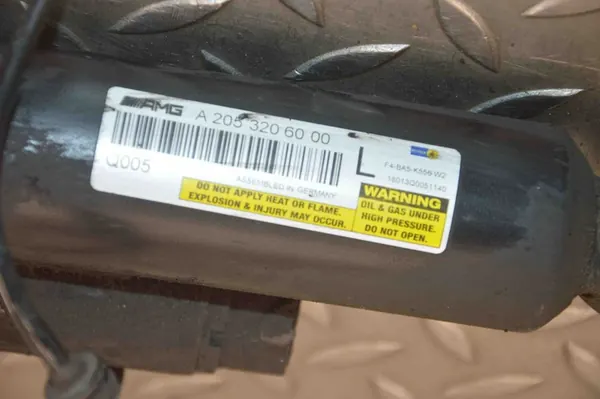 AMG A 205 320 60 00
Q005
L
F4-BA5-K556-W2
16013Q0051140
ASSEMBLED IN GERMANY
DO NOT APPLY HEAT OR FLAME.
EXPLOSION & INJURY MAY OCCUR.
WARNING
OIL & GAS UNDER
HIGH PRESSURE.
DO NOT OPEN.